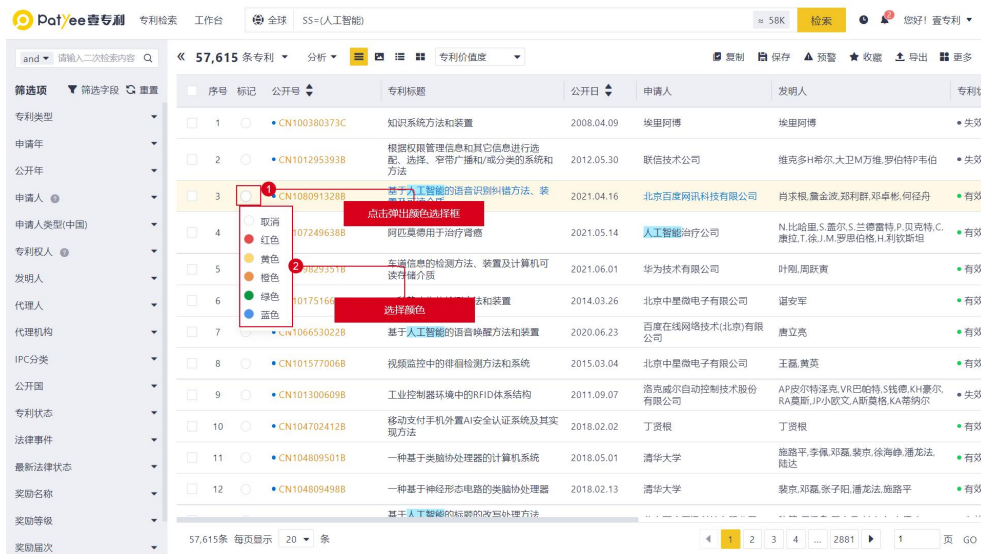 Patyee壹专利 专利检索 工作台 全球 SS=(人工智能) ≈ 58K 检索 2 您好! 壹专利
and 请输入二次检索内容
57,615 条专利 分析 专利价值度 复制 保存 预警 收藏 导出 更多
筛选项 筛选字段 重置
专利类型
申请年
公开年
申请人
申请人类型(中国)
专利权人
发明人
代理人
代理机构
IPC分类
公开国
专利状态
法律事件
最新法律状态
奖励名称
奖励等级
奖励届次
序号 标记 公开号 专利标题 公开日 申请人 发明人
1 CN100380373C 知识系统方法和装置 2008.04.09 埃里阿博 埃里阿博 失效
2 CN101295393B 根据权限管理信息和其它信息进行选
配、选择、窄带广播和/或分类的系统和
方法
2012.05.30 联信技术公司 维克多H希尔,大卫M万维,罗伯特P韦伯 失效
3 CN108091328B 基于人工智能的语音识别纠错方法、装
2021.04.16 北京百度网讯科技有限公司 肖求根,詹金波,郑利群,邓卓彬,何径舟 有效
1
点击弹出颜色选择框
取消
红色
黄色
橙色
绿色
蓝色
2
选择颜色
4 107249638B 阿匹莫德用于治疗肾癌 2021.05.14 人工智能治疗公司 N.比哈里,S.盖尔,S.兰德雷特,P.贝克特,C.
康拉,T.徐,J.M.罗思伯格,H.利钦斯坦
有效
5 9829351B 车道信息的检测方法、装置及计算机可
读存储介质
2021.06.01 华为技术有限公司 叶刚,周跃寅 有效
6 法和装置 2014.03.26 北京中星微电子有限公司 谌安军 有效
7 CN106653022B 基于人工智能的语音唤醒方法和装置 2020.06.23 百度在线网络技术(北京)有限
公司
唐立亮 有效
8 CN101577006B 视频监控中的徘徊检测方法和系统 2015.03.04 北京中星微电子有限公司 王磊,黄英 有效
9 CN101300609B 工业控制器环境中的RFID体系结构 2011.09.07 洛克威尔自动控制技术股份
有限公司
AP皮尔特泽克,VR巴帕特,S钱德,KH豪尔,
RA莫斯,JP小欧文,A斯莫格,KA蒂纳尔
失效
10 CN104702412B 移动支付手机外置AI安全认证系统及其实
现方法
2018.02.02 丁贤根 丁贤根 有效
11 CN104809501B 一种基于类脑协处理器的计算机系统 2018.05.01 清华大学 施路平,李佩,邓磊,裴京,徐海峥,潘龙法,
陆达
有效
12 CN104809498B 一种基于神经形态电路的类脑协处理器 2018.02.13 清华大学 裴京,邓磊,张子阳,潘龙法,施路平 有效
基于人工智能的标题的改写处理方法
57,615条 每页显示 20 条 1 2 3 4 ... 2881 1 页 GO